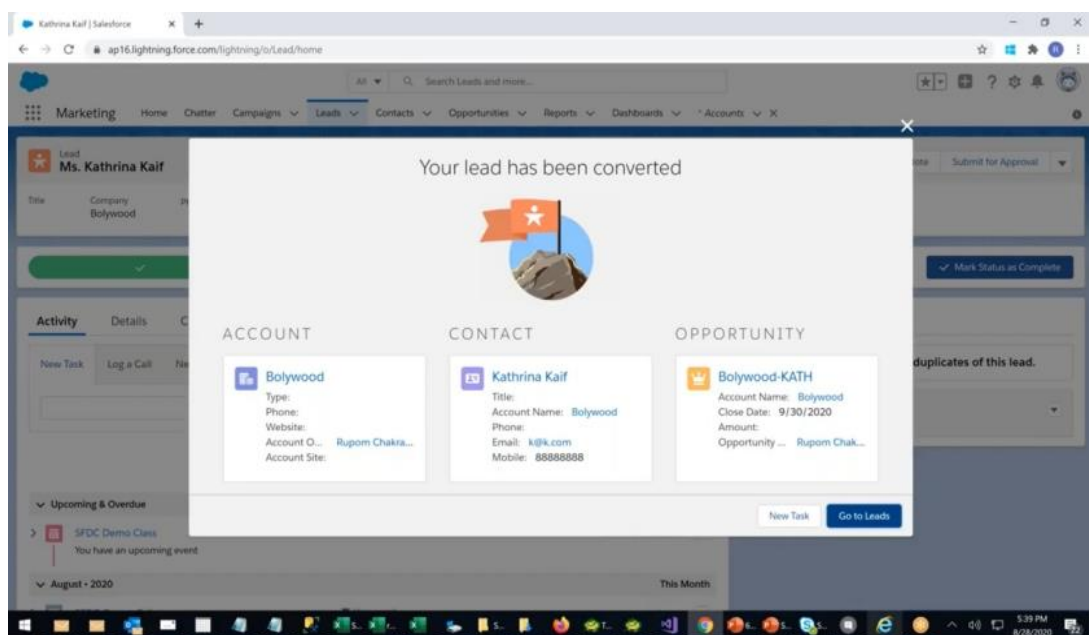 Kathrina Kaif | Salesforce
ap16.lightning.force.com/lightning/o/Lead/home
All Search Leads and more...
Marketing Home Chatter Campaigns Leads Contacts Opportunities Reports Dashboards * Accounts
Lead
Ms. Kathrina Kaif
Submit for Approval
Title Company
Bolywood
Your lead has been converted
Mark Status as Complete
Activity Details
New Task Log a Call
duplicates of this lead.
ACCOUNT
Bolywood
Type:
Phone:
Website:
Account O... Rupom Chakra...
Account Site:
CONTACT
Kathrina Kaif
Title:
Account Name: Bolywood
Phone:
Email: k@k.com
Mobile: 88888888
OPPORTUNITY
Bolywood-KATH
Account Name: Bolywood
Close Date: 9/30/2020
Amount:
Opportunity ... Rupom Chak...
New Task Go to Leads
Upcoming & Overdue
SFDC Demo Class
You have an upcoming event
August • 2020 This Month
5:39 PM
8/28/2020